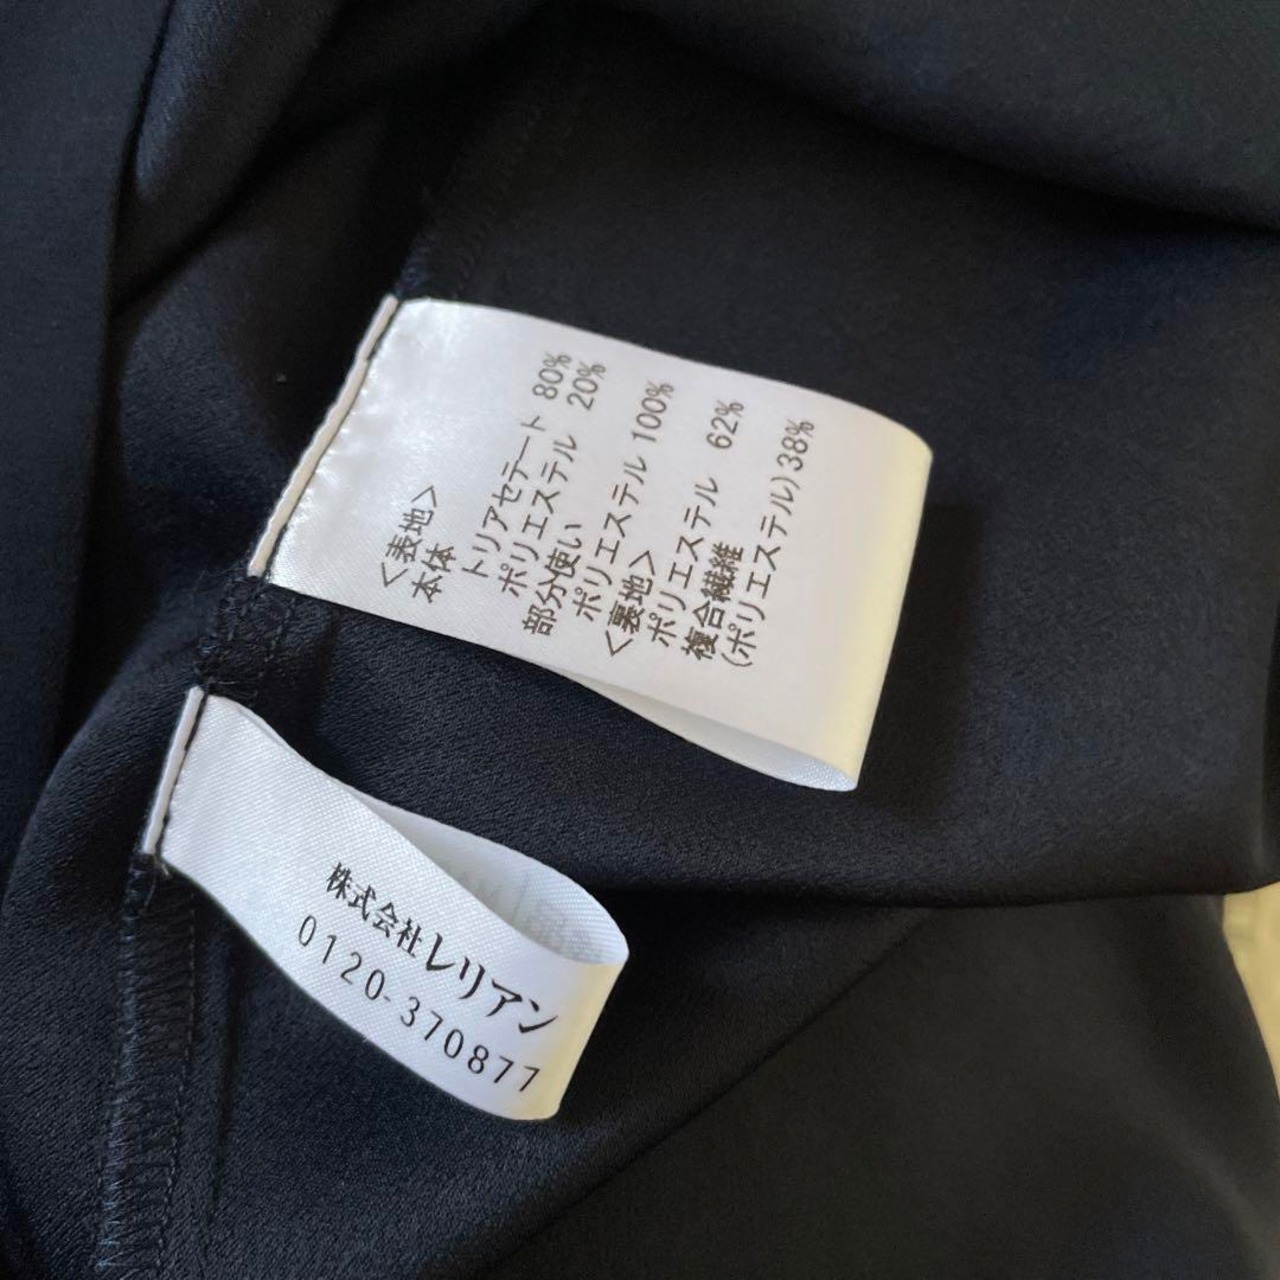 <表地>
本体
トリアセテート 80%
ポリエステル 20%
部分使い
ポリエステル 100%
<裏地>
ポリエステル 62%
複合繊維
(ポリエステル) 38%
株式会社レリアン
0120-370877